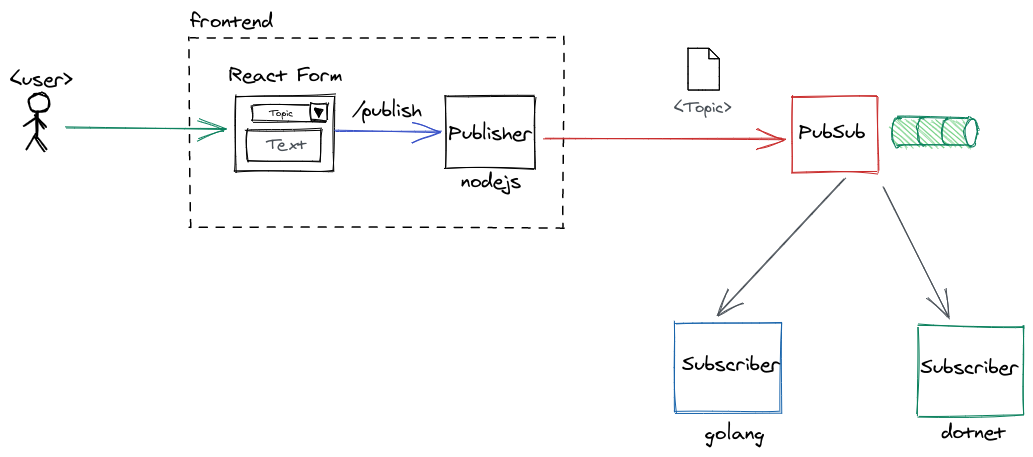 frontend
<user>
React Form
Topic
Text
/publish
Publisher
nodejs
<Topic>
PubSub
Subscriber
golang
Subscriber
dotnet